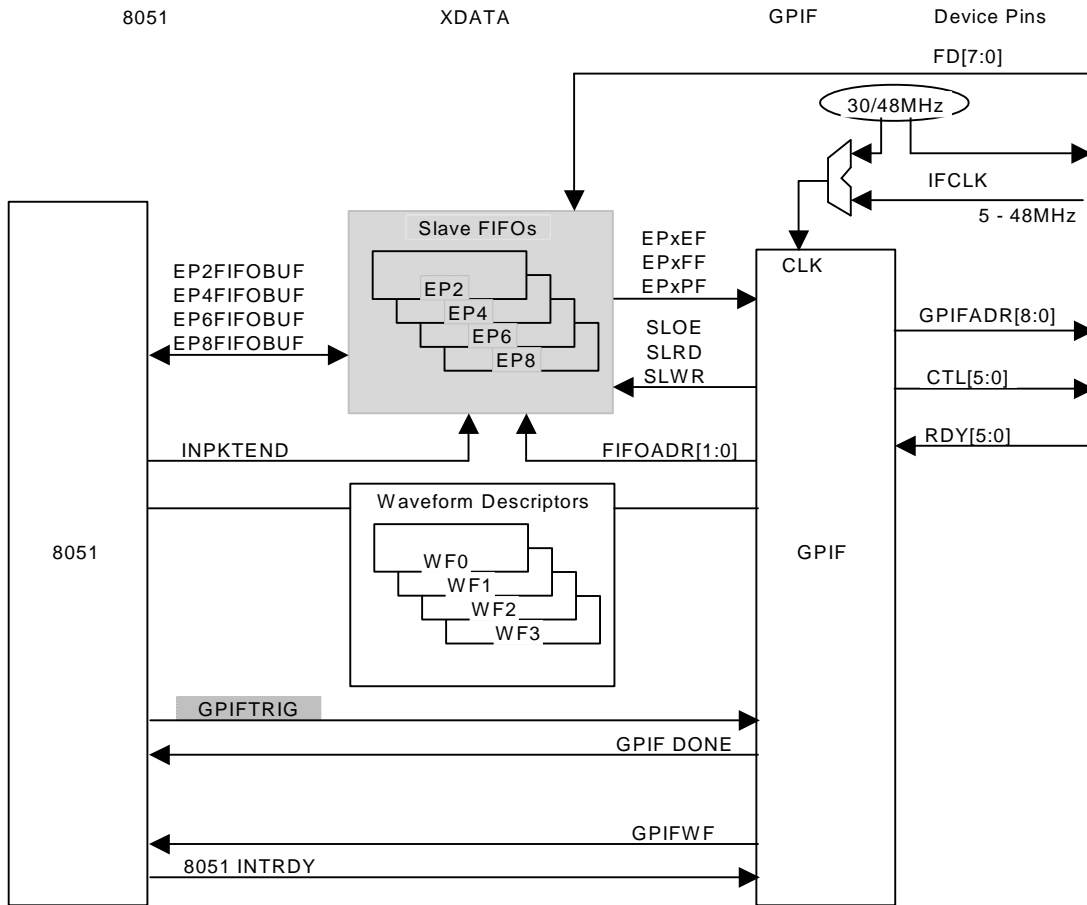 8051
XDATA
GPIF
Device Pins
FD[7:0]
30/48MHz
IFCLK
5 - 48MHz
Slave FIFOs
EP2
EP4
EP6
EP8
EP2FIFOBUF
EP4FIFOBUF
EP6FIFOBUF
EP8FIFOBUF
EPxEF
EPxFF
EPxPF
SLOE
SLRD
SLWR
CLK
GPIFADR[8:0]
CTL[5:0]
RDY[5:0]
INPKTEND
FIFOADR[1:0]
Waveform Descriptors
WF0
WF1
WF2
WF3
8051
GPIF
GPIFTRIG
GPIF DONE
GPIFWF
8051 INTRDY